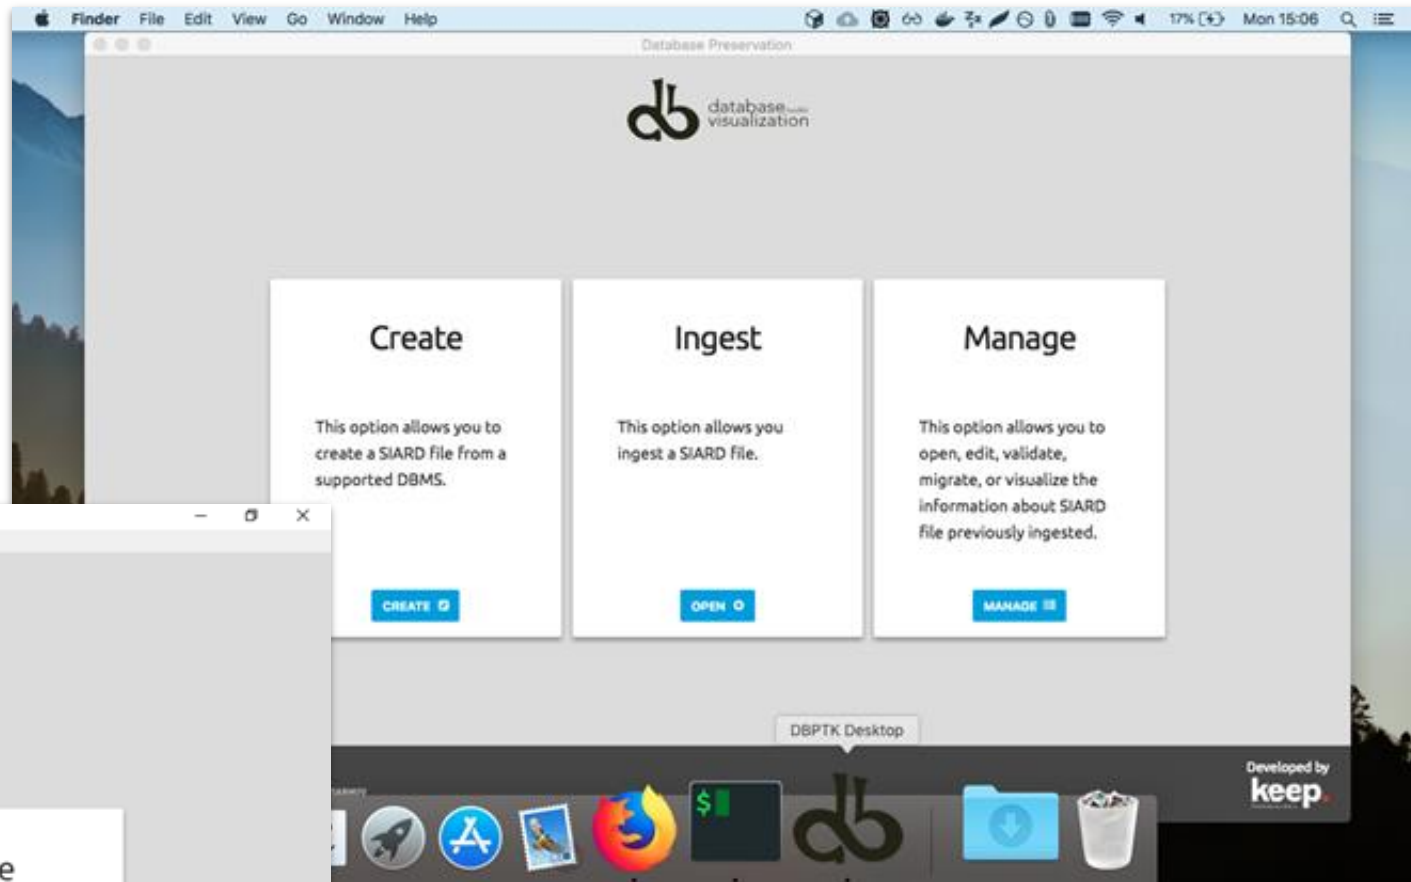 Finder File Edit View Go Window Help 17% Mon 15:06
Database Preservation
database
visualization
Create
This option allows you to
create a SIARD file from a
supported DBMS.
CREATE
Ingest
This option allows you
ingest a SIARD file.
OPEN
Manage
This option allows you to
open, edit, validate,
migrate, or visualize the
information about SIARD
file previously ingested.
MANAGE
DBPTK Desktop
Developed by
keep
$
e